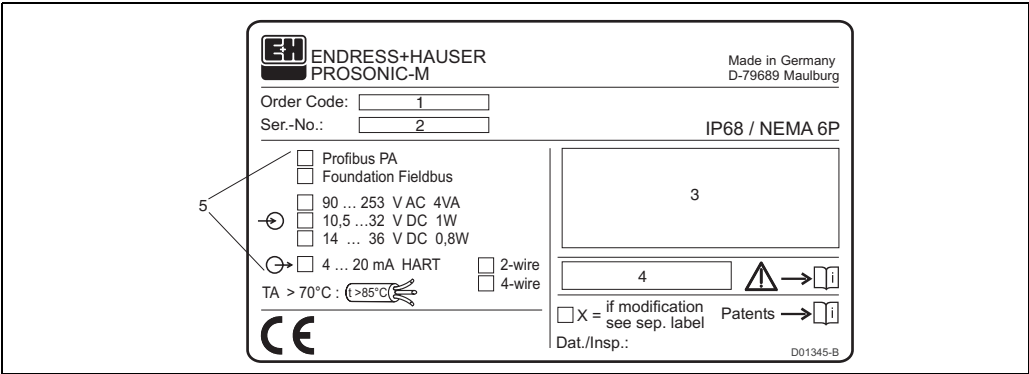 E+H
ENDRESS+HAUSER
PROSONIC-M
Made in Germany
D-79689 Maulburg
Order Code: 1
Ser.-No.: 2
IP68 / NEMA 6P
Profibus PA
Foundation Fieldbus
5
90 ... 253 V AC 4VA
10,5 ...32 V DC 1W
14 ... 36 V DC 0,8W
4 ... 20 mA HART
2-wire
4-wire
TA > 70°C : t >85°C
CE
3
4
i
X = if modification
see sep. label
Patents
i
Dat./Insp.:
D01345-B